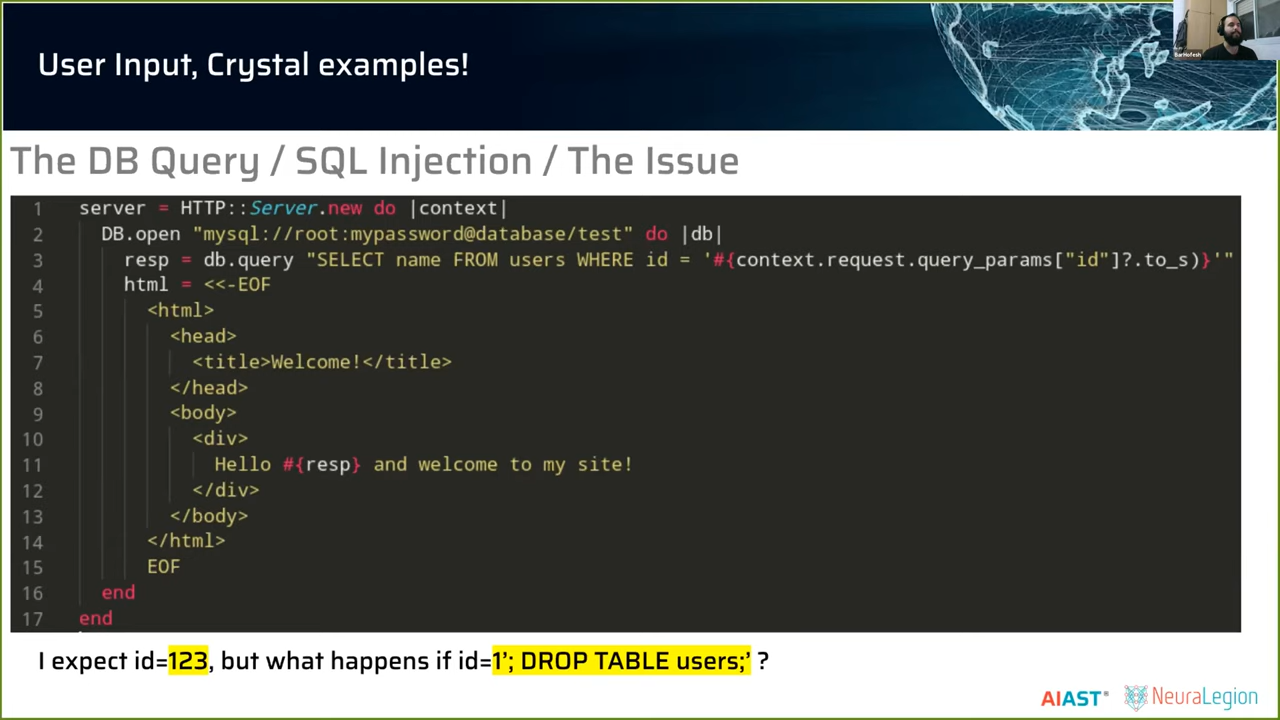 User Input, Crystal examples!
BarHofesh
The DB Query / SQL Injection / The Issue
1 server = HTTP::Server.new do |context|
2 DB.open "mysql://root:mypassword@database/test" do |db|
3 resp = db.query "SELECT name FROM users WHERE id = '#{context.request.query_params["id"]?.to_s)}'"
4 html = <<-EOF
5 <html>
6 <head>
7 <title>Welcome!</title>
8 </head>
9 <body>
10 <div>
11 Hello #{resp} and welcome to my site!
12 </div>
13 </body>
14 </html>
15 EOF
16 end
17 end
I expect id=123, but what happens if id=1’; DROP TABLE users;’ ?
AIAST® NeuraLegion